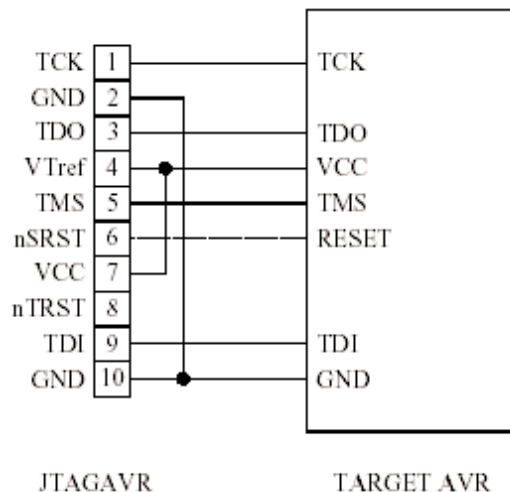 TCK 1 TCK
GND 2
TDO 3 TDO
VTref 4 VCC
TMS 5 TMS
nSRST 6 RESET
VCC 7
nTRST 8
TDI 9 TDI
GND 10 GND
JTAGAVR TARGET AVR